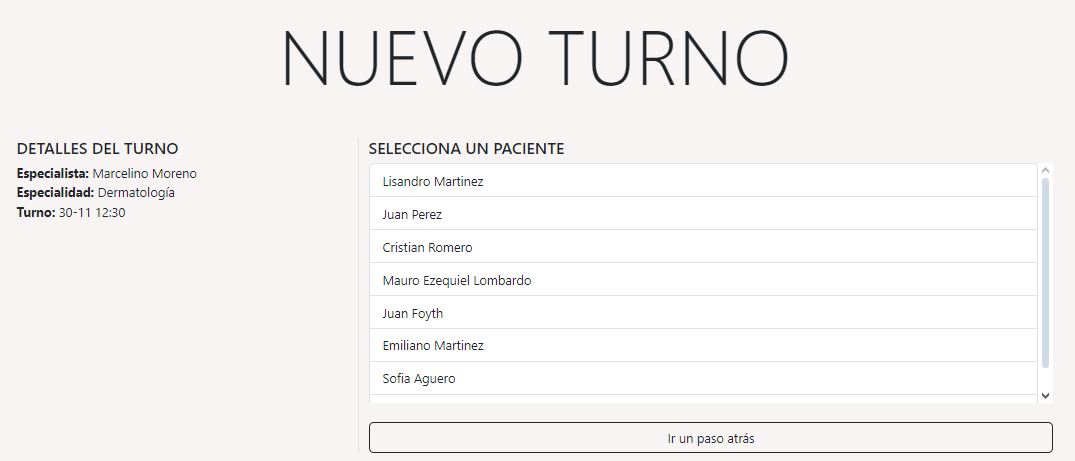 NUEVO TURNO
DETALLES DEL TURNO
Especialista: Marcelino Moreno
Especialidad: Dermatología
Turno: 30-11 12:30
SELECCIONA UN PACIENTE
Lisandro Martinez
Juan Perez
Cristian Romero
Mauro Ezequiel Lombardo
Juan Foyth
Emiliano Martinez
Sofia Aguero
Ir un paso atrás